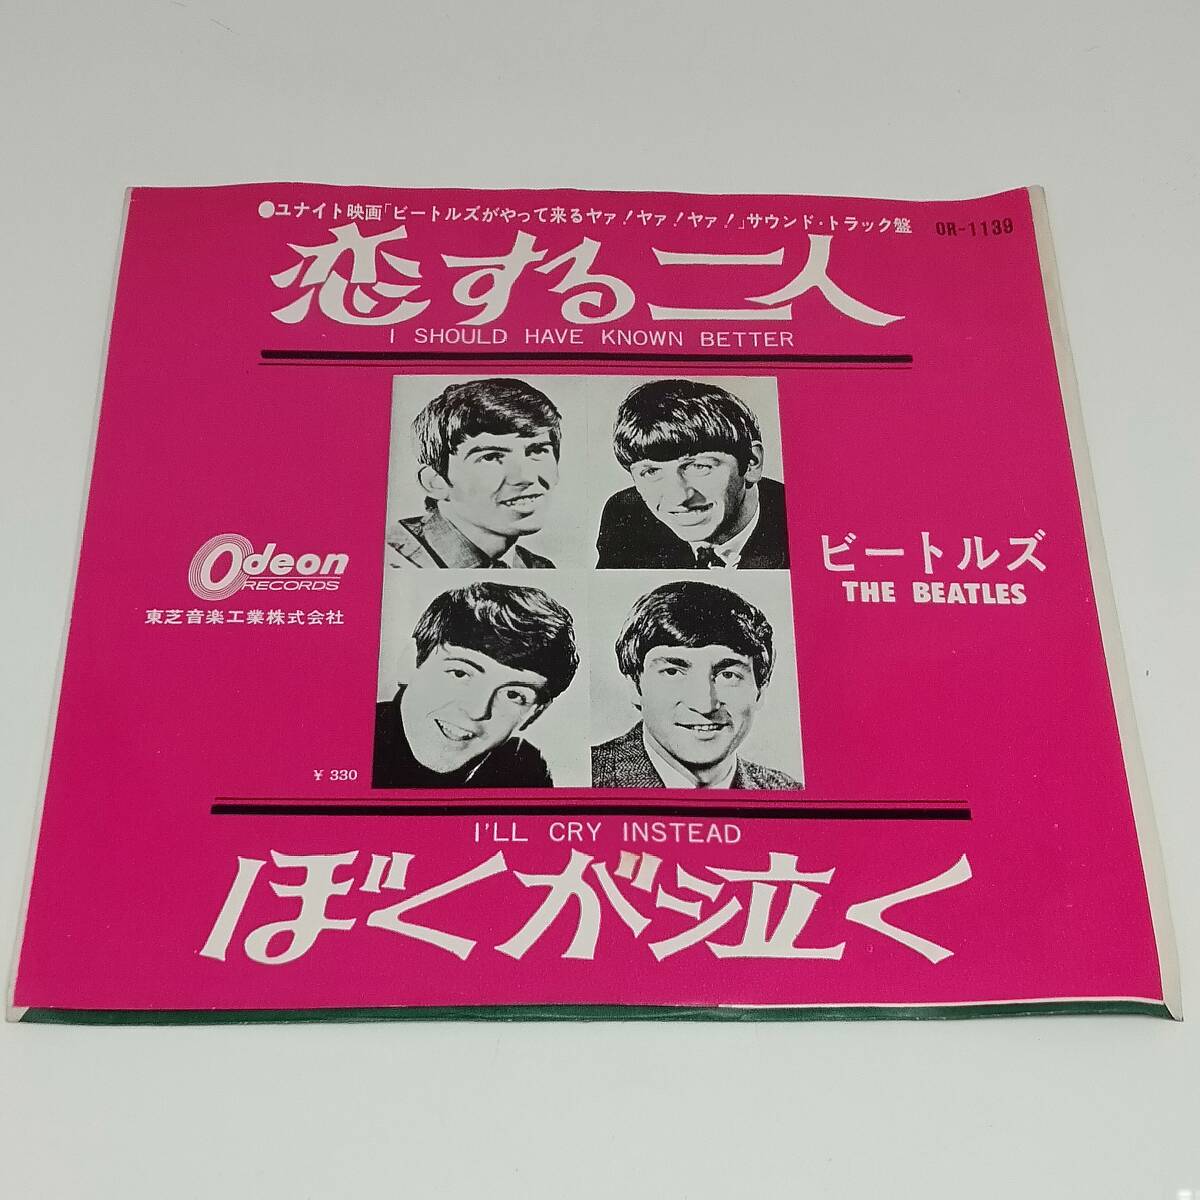 ●ユナイト映画「ビートルズがやって来るヤァ!ヤァ!ヤァ!」サウンド・トラック盤
OR-1139
恋する二人
I SHOULD HAVE KNOWN BETTER
Odeon
RECORDS
東芝音楽工業株式会社
ビートルズ
THE BEATLES
¥ 330
I'LL CRY INSTEAD
ぼくが泣く